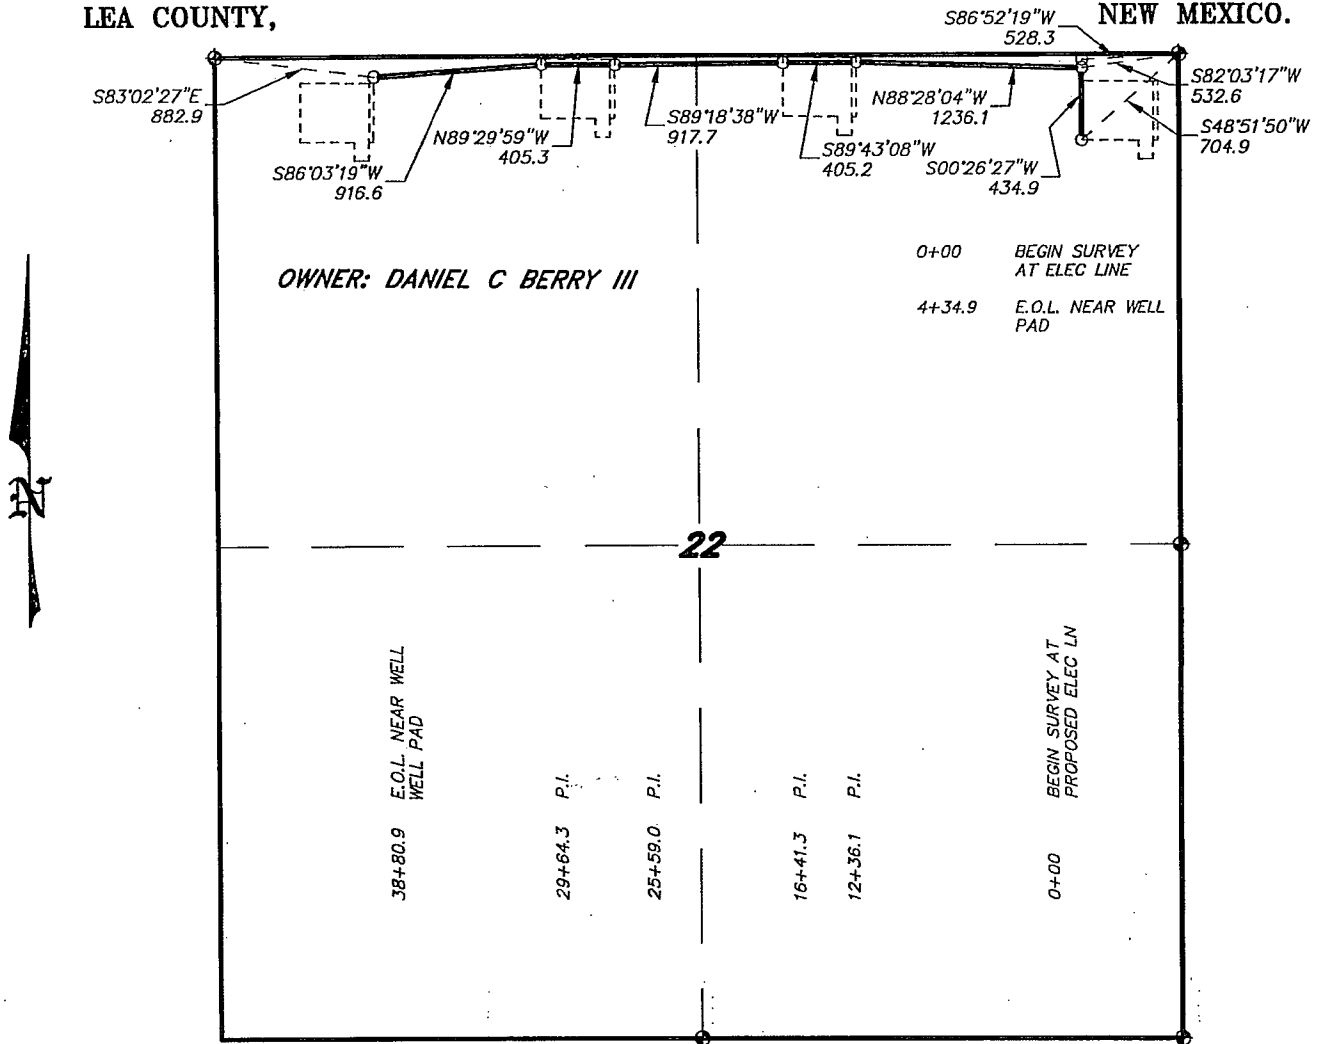 LEA COUNTY,
NEW MEXICO.
S86°52'19"W
528.3
S83°02'27"E
882.9
S86°03'19"W
916.6
N89°29'59"W
405.3
S89°18'38"W
917.7
S89°43'08"W
405.2
N88°28'04"W
1236.1
S00°26'27"W
434.9
S82°03'17"W
532.6
S48°51'50"W
704.9
OWNER: DANIEL C BERRY III
0+00 BEGIN SURVEY
AT ELEC LINE
4+34.9 E.O.L. NEAR WELL
PAD
N
22
38+80.9 E.O.L. NEAR WELL
WELL PAD
29+64.3 P.I.
25+59.0 P.I.
16+41.3 P.I.
12+36.1 P.I.
0+00 BEGIN SURVEY AT
PROPOSED ELEC LN